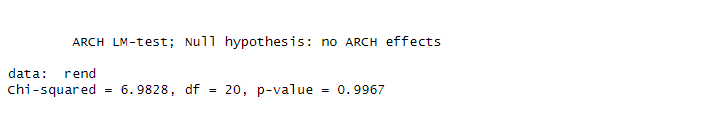 ARCH LM-test; Null hypothesis: no ARCH effects
data:  rend
Chi-squared = 6.9828, df = 20, p-value = 0.9967